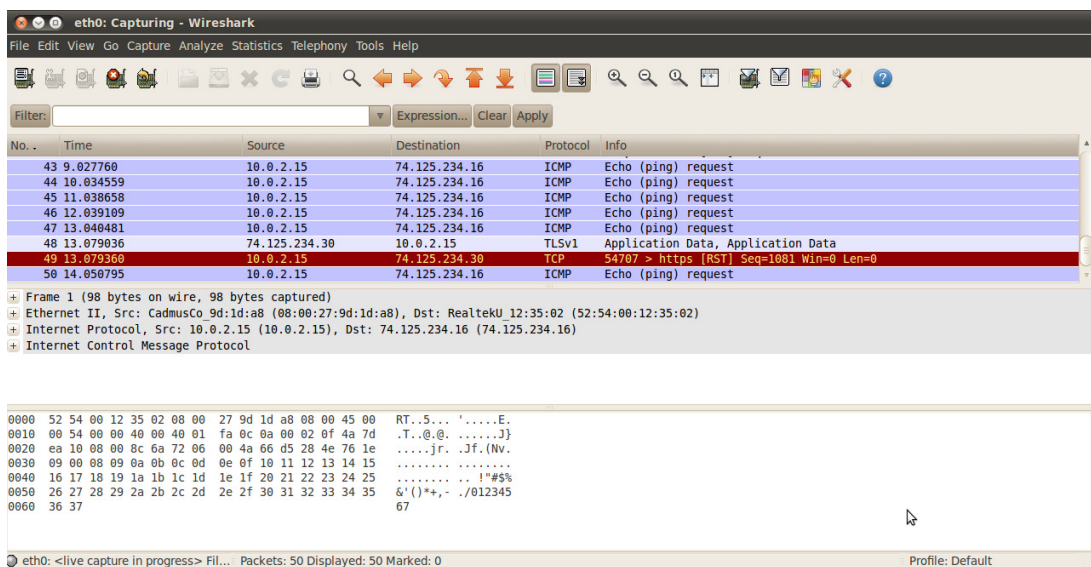 eth0: Capturing - Wireshark
File Edit View Go Capture Analyze Statistics Telephony Tools Help
Filter: Expression... Clear Apply
No. . Time Source Destination Protocol Info
43 9.027760 10.0.2.15 74.125.234.16 ICMP Echo (ping) request
44 10.034559 10.0.2.15 74.125.234.16 ICMP Echo (ping) request
45 11.038658 10.0.2.15 74.125.234.16 ICMP Echo (ping) request
46 12.039109 10.0.2.15 74.125.234.16 ICMP Echo (ping) request
47 13.040481 10.0.2.15 74.125.234.16 ICMP Echo (ping) request
48 13.079036 74.125.234.30 10.0.2.15 TLSv1 Application Data, Application Data
49 13.079360 10.0.2.15 74.125.234.30 TCP 54707 > https [RST] Seq=1081 Win=0 Len=0
50 14.050795 10.0.2.15 74.125.234.16 ICMP Echo (ping) request
Frame 1 (98 bytes on wire, 98 bytes captured)
Ethernet II, Src: CadmusCo_9d:1d:a8 (08:00:27:9d:1d:a8), Dst: RealtekU_12:35:02 (52:54:00:12:35:02)
Internet Protocol, Src: 10.0.2.15 (10.0.2.15), Dst: 74.125.234.16 (74.125.234.16)
Internet Control Message Protocol
0000 52 54 00 12 35 02 08 00 27 9d 1d a8 08 00 45 00 RT..5... '.....E.
0010 00 54 00 00 40 00 40 01 fa 0c 0a 00 02 0f 4a 7d .T..@.@. ......J}
0020 ea 10 08 00 8c 6a 72 06 00 4a 66 d5 28 4e 76 1e .....jr. .Jf.(Nv.
0030 09 00 08 09 0a 0b 0c 0d 0e 0f 10 11 12 13 14 15 ........ ........
0040 16 17 18 19 1a 1b 1c 1d 1e 1f 20 21 22 23 24 25 ........ .. !"#$%
0050 26 27 28 29 2a 2b 2c 2d 2e 2f 30 31 32 33 34 35 &'()*+,- ./012345
0060 36 37 67
eth0: <live capture in progress> Fil... Packets: 50 Displayed: 50 Marked: 0 Profile: Default